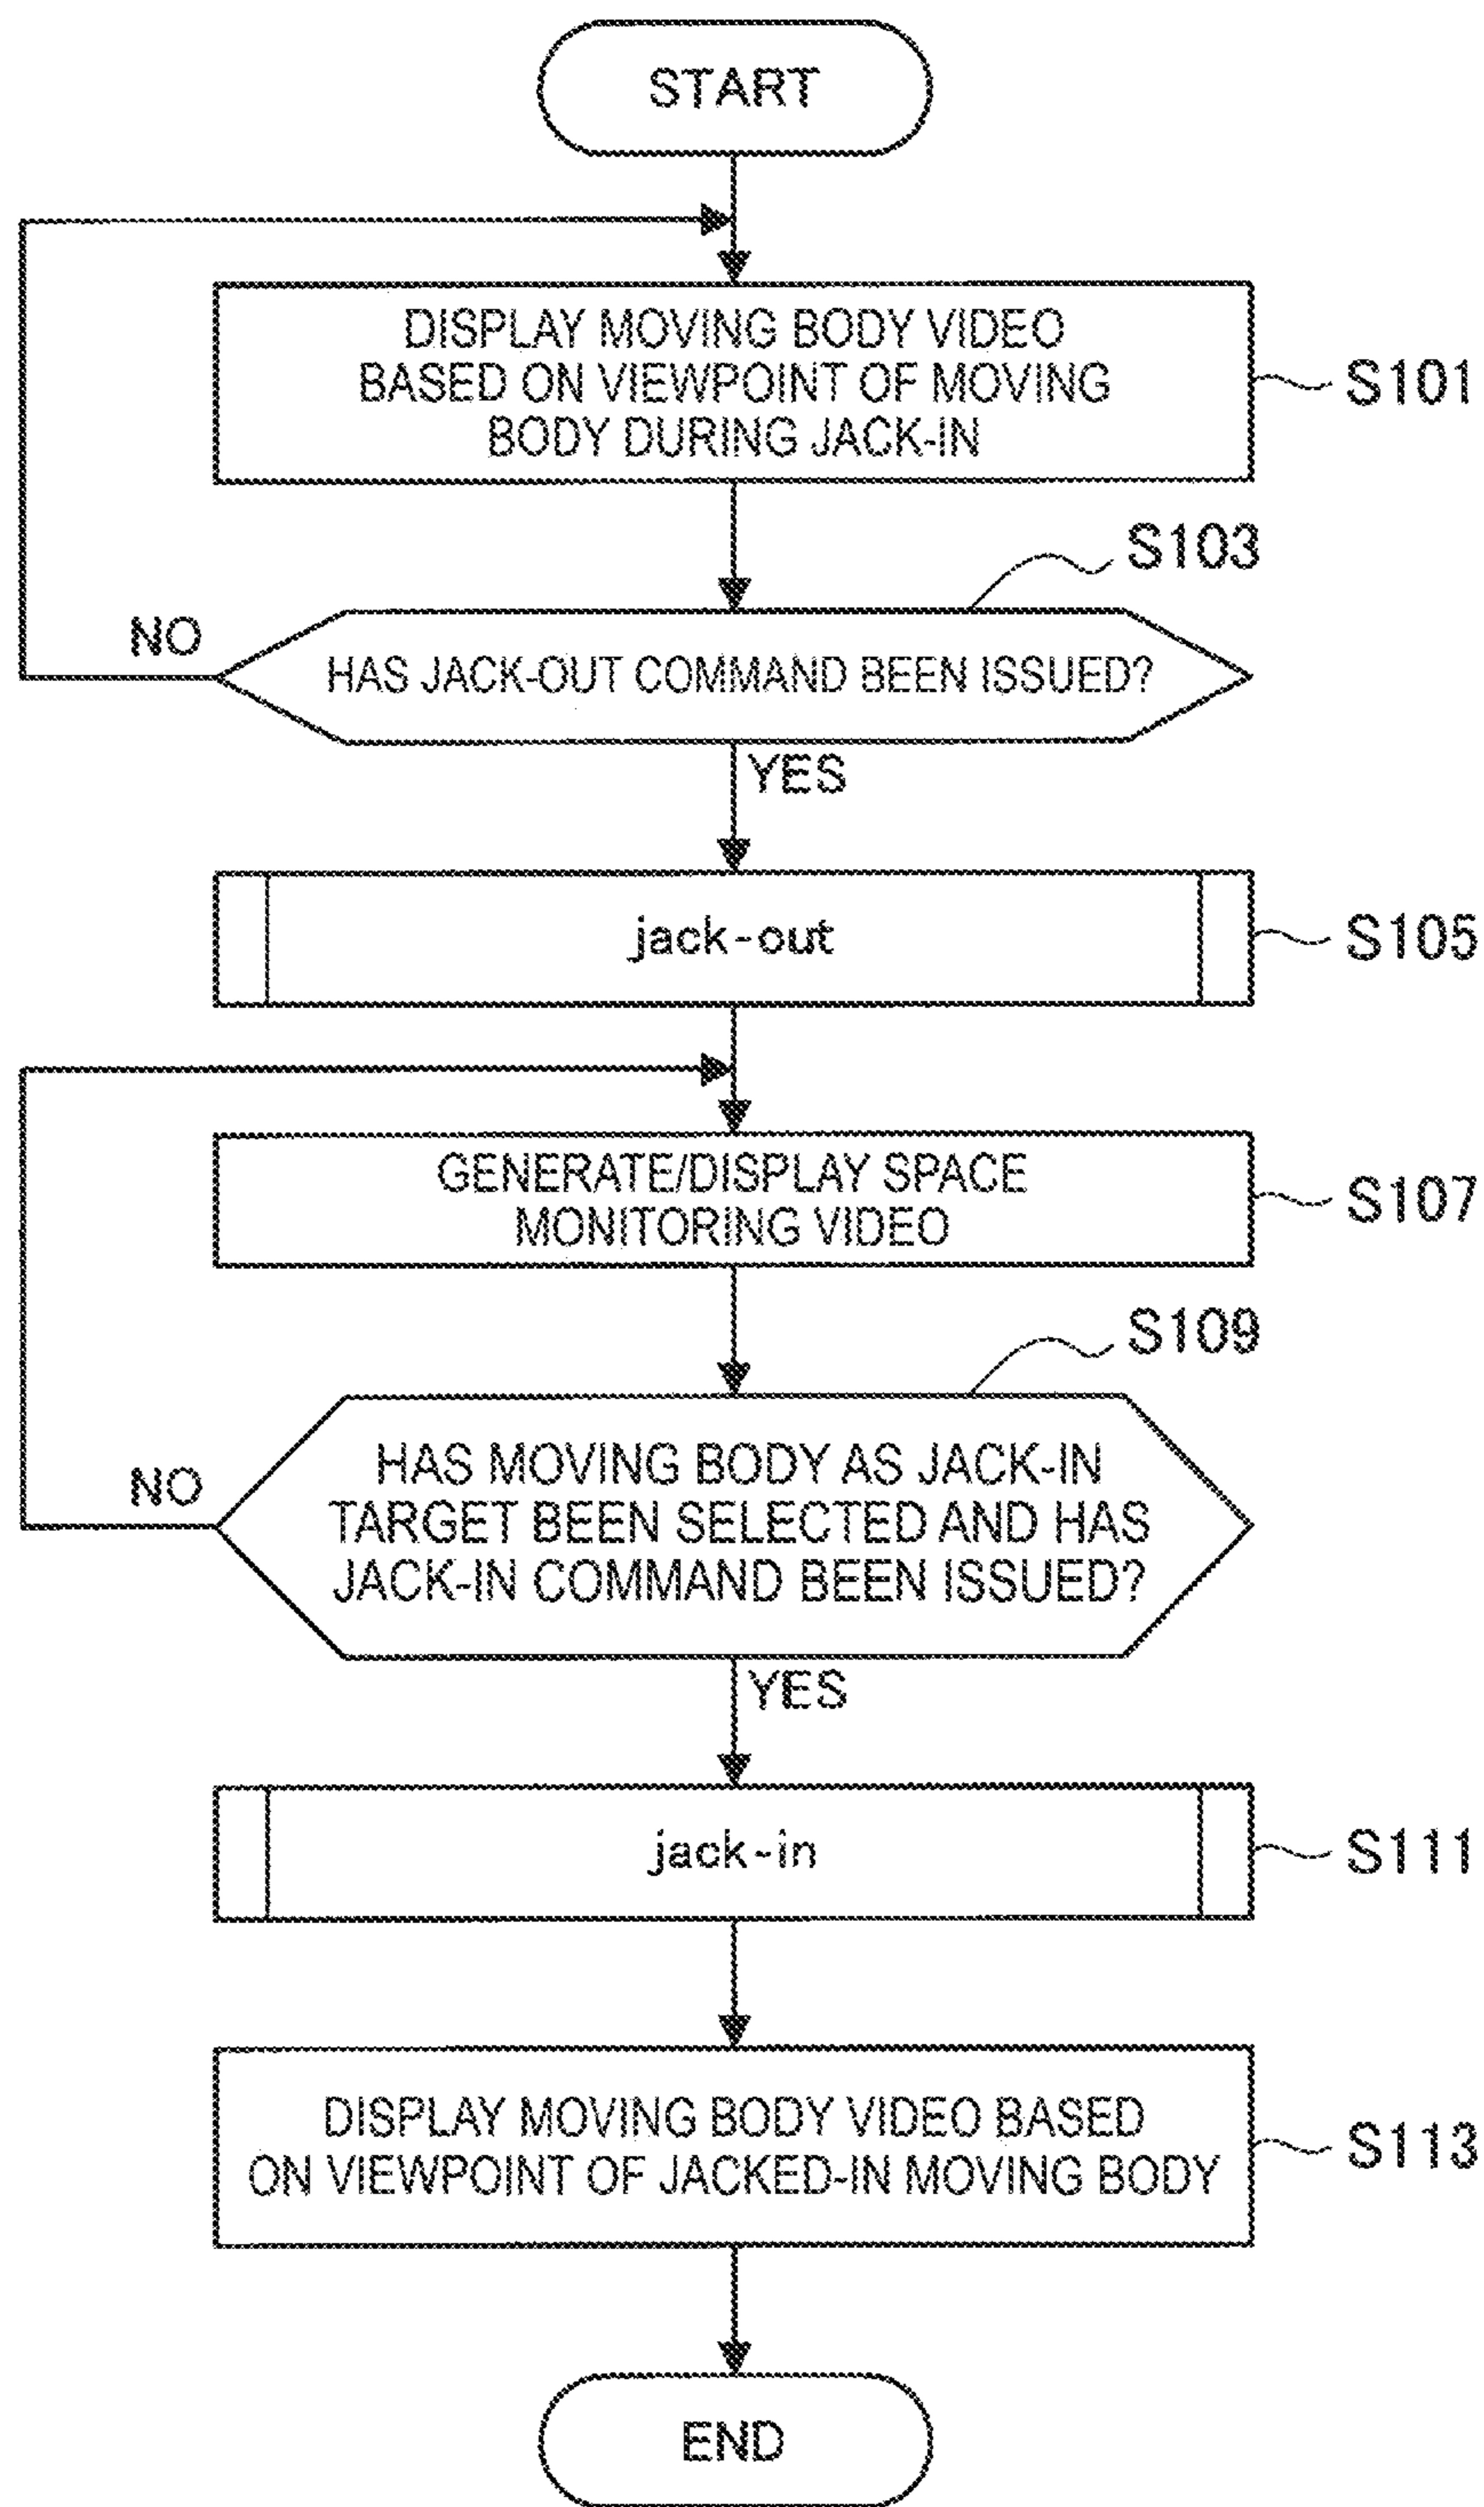 START
DISPLAY MOVING BODY VIDEO
BASED ON VIEWPOINT OF MOVING
BODY DURING JACK-IN
S101
S103
NO
HAS JACK-OUT COMMAND BEEN ISSUED?
YES
jack-out
S105
GENERATE/DISPLAY SPACE
MONITORING VIDEO
S107
S109
HAS MOVING BODY AS JACK-IN
NO
TARGET BEEN SELECTED AND HAS
JACK-IN COMMAND BEEN ISSUED?
YES
jack-in
S111
DISPLAY MOVING BODY VIDEO BASED
ON VIEWPOINT OF JACKED-IN MOVING BODY
S113
END